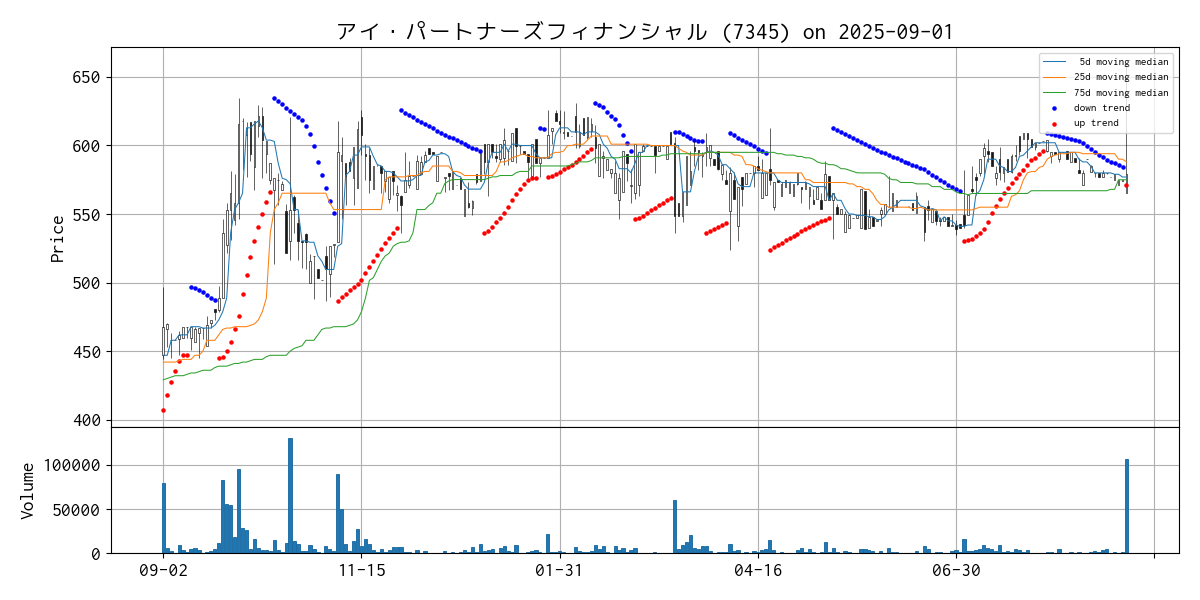 アイ・パートナーズフィナンシャル (7345) on 2025-09-01
5d moving median
25d moving median
75d moving median
down trend
up trend
Price
650
600
550
500
450
400
Volume
100000
50000
0
09-02
11-15
01-31
04-16
06-30